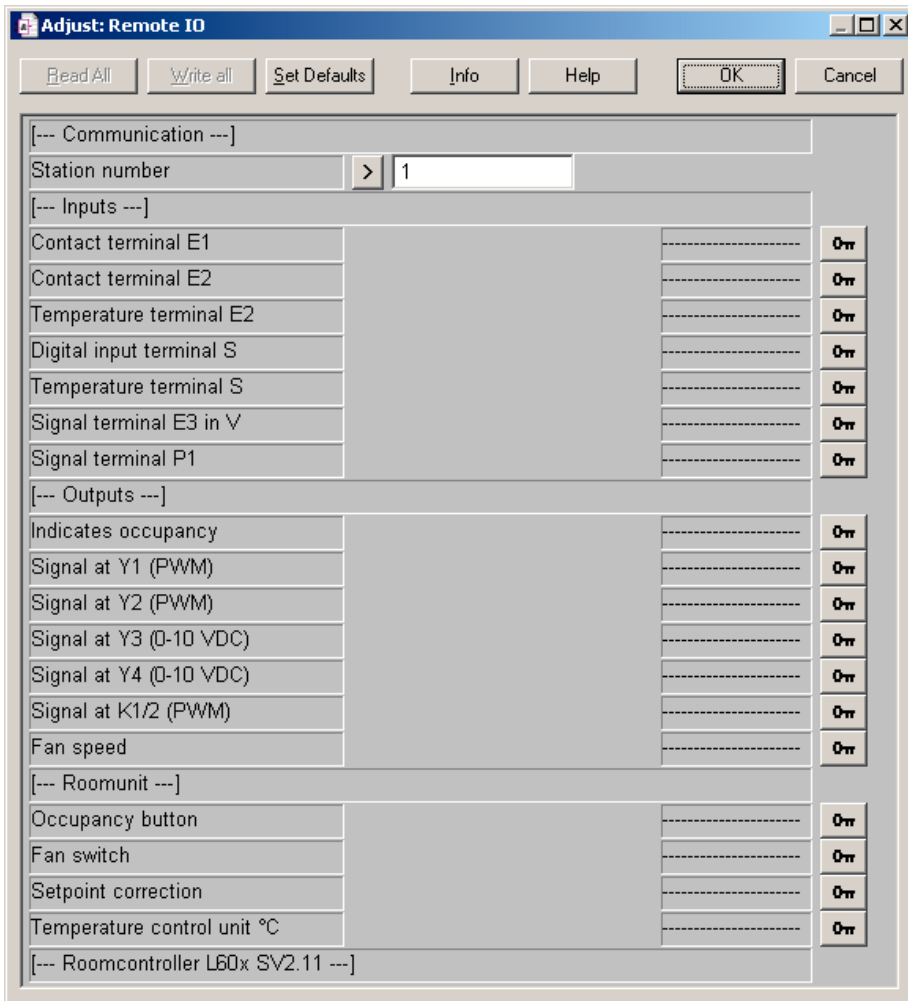 Adjust: Remote IO
Read All Write all Set Defaults Info Help OK Cancel
[--- Communication ---]
Station number > 1
[--- Inputs ---]
Contact terminal E1 --------------------
Contact terminal E2 --------------------
Temperature terminal E2 --------------------
Digital input terminal S --------------------
Temperature terminal S --------------------
Signal terminal E3 in V --------------------
Signal terminal P1 --------------------
[--- Outputs ---]
Indicates occupancy --------------------
Signal at Y1 (PWM) --------------------
Signal at Y2 (PWM) --------------------
Signal at Y3 (0-10 VDC) --------------------
Signal at Y4 (0-10 VDC) --------------------
Signal at K1/2 (PWM) --------------------
Fan speed --------------------
[--- Roomunit ---]
Occupancy button --------------------
Fan switch --------------------
Setpoint correction --------------------
Temperature control unit °C --------------------
[--- Roomcontroller L60x SV2.11 ---]